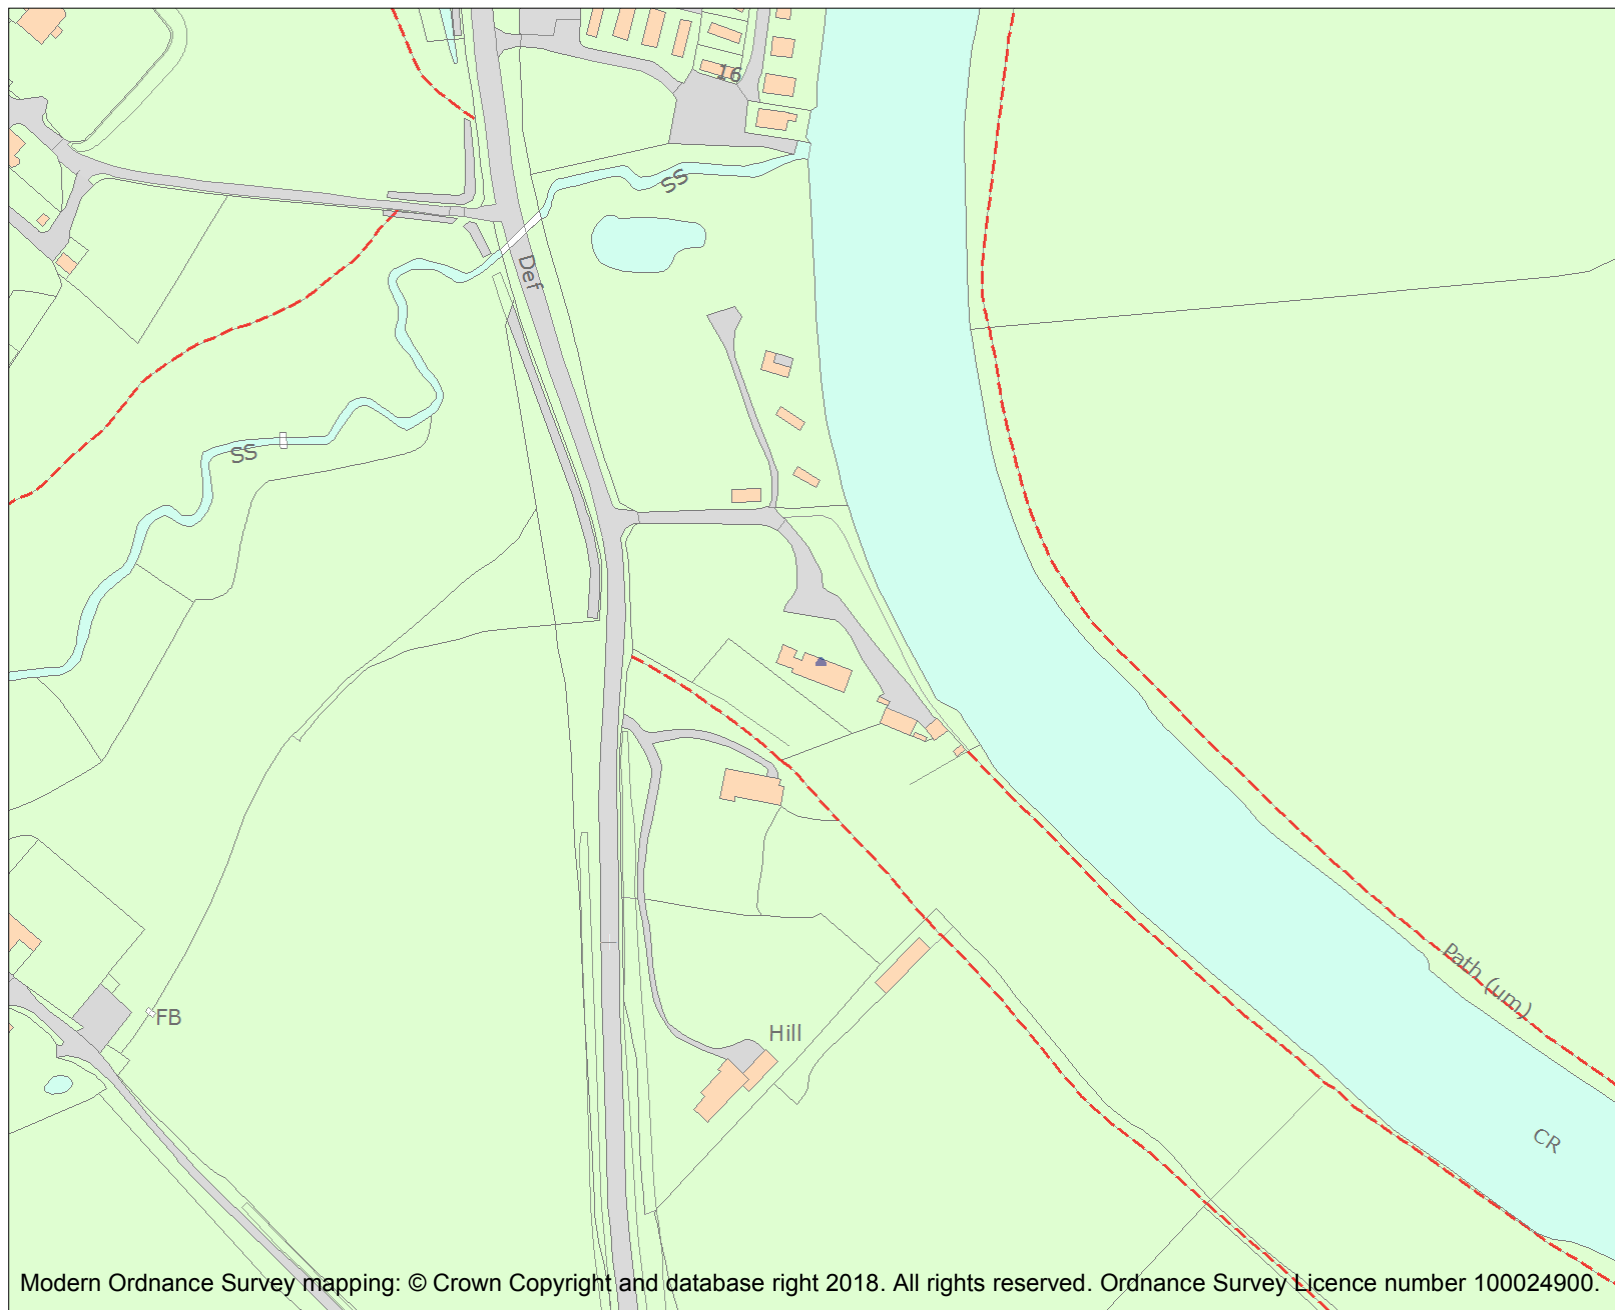 16
SS
Def
SS
Path (um)
FB
Hill
CR
Modern Ordnance Survey mapping: © Crown Copyright and database right 2018. All rights reserved. Ordnance Survey Licence number 100024900.